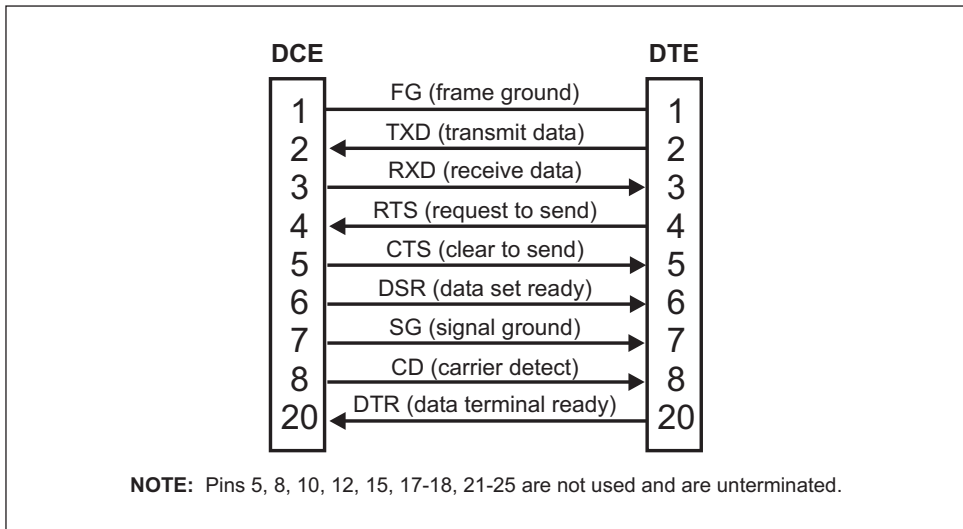 DCE DTE
1 FG (frame ground) 1
2 TXD (transmit data) 2
3 RXD (receive data) 3
4 RTS (request to send) 4
5 CTS (clear to send) 5
6 DSR (data set ready) 6
7 SG (signal ground) 7
8 CD (carrier detect) 8
20 DTR (data terminal ready) 20
NOTE: Pins 5, 8, 10, 12, 15, 17-18, 21-25 are not used and are unterminated.